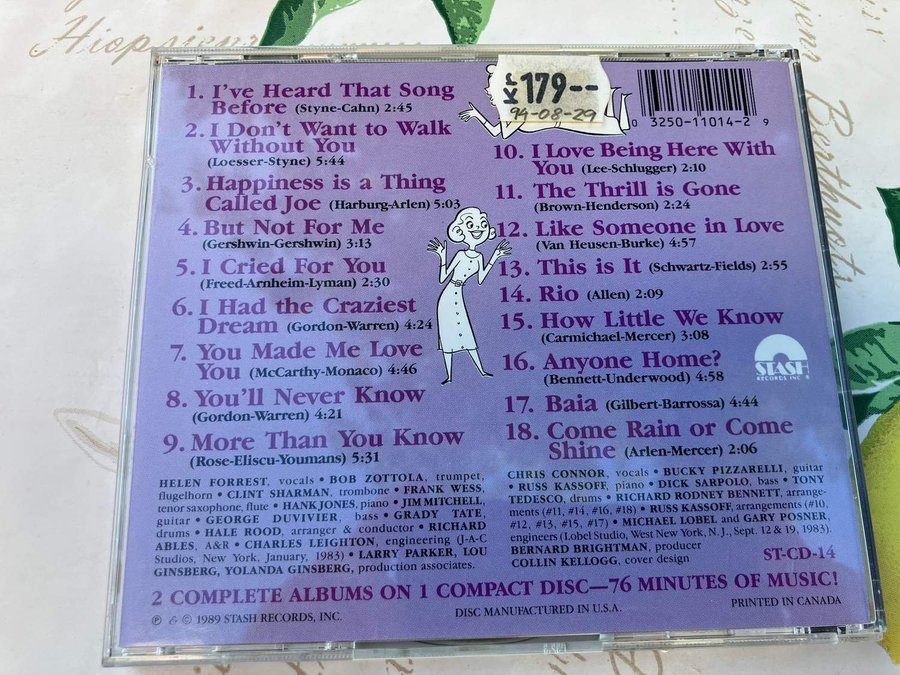 Hiopsieur
KR 179--
94-08-29
0 3250-11014-2 9
1. I've Heard That Song
Before (Styne-Cahn) 2:45
2. I Don't Want to Walk
Without You
(Loesser-Styne) 5:44
3. Happiness is a Thing
Called Joe (Harburg-Arlen) 5:03
4. But Not For Me
(Gershwin-Gershwin) 3:13
5. I Cried For You
(Freed-Arnheim-Lyman) 2:30
6. I Had the Craziest
Dream (Gordon-Warren) 4:24
7. You Made Me Love
You (McCarthy-Monaco) 4:46
8. You'll Never Know
(Gordon-Warren) 4:21
9. More Than You Know
(Rose-Eliscu-Youmans) 5:31
10. I Love Being Here With
You (Lee-Schlugger) 2:10
11. The Thrill is Gone
(Brown-Henderson) 2:24
12. Like Someone in Love
(Van Heusen-Burke) 4:57
13. This is It (Schwartz-Fields) 2:55
14. Rio (Allen) 2:09
15. How Little We Know
(Carmichael-Mercer) 3:08
16. Anyone Home?
(Bennett-Underwood) 4:58
17. Baia (Gilbert-Barrossa) 4:44
18. Come Rain or Come
Shine (Arlen-Mercer) 2:06
STASH
RECORDS INC.
HELEN FORREST, vocals • BOB ZOTTOLA, trumpet,
flugelhorn • CLINT SHARMAN, trombone • FRANK WESS,
tenor saxophone, flute • HANK JONES, piano • JIM MITCHELL,
guitar • GEORGE DUVIVIER, bass • GRADY TATE,
drums • HALE ROOD, arranger & conductor • RICHARD
ABLES, A&R • CHARLES LEIGHTON, engineering (J-A-C
Studios, New York, January, 1983) • LARRY PARKER, LOU
GINSBERG, YOLANDA GINSBERG, production associates.
CHRIS CONNOR, vocals • BUCKY PIZZARELLI, guitar
• RUSS KASSOFF, piano • DICK SARPOLO, bass • TONY
TEDESCO, drums • RICHARD RODNEY BENNETT, arrange-
ments (#11, #14, #16, #18) • RUSS KASSOFF, arrangements (#10,
#12, #13, #15, #17) • MICHAEL LOBEL and GARY POSNER,
engineers (Lobel Studio, West New York, N.J., Sept. 12 & 19, 1983).
BERNARD BRIGHTMAN, producer
COLLIN KELLOGG, cover design
ST-CD-14
2 COMPLETE ALBUMS ON 1 COMPACT DISC—76 MINUTES OF MUSIC!
℗ & © 1989 STASH RECORDS, INC.
DISC MANUFACTURED IN U.S.A.
PRINTED IN CANADA